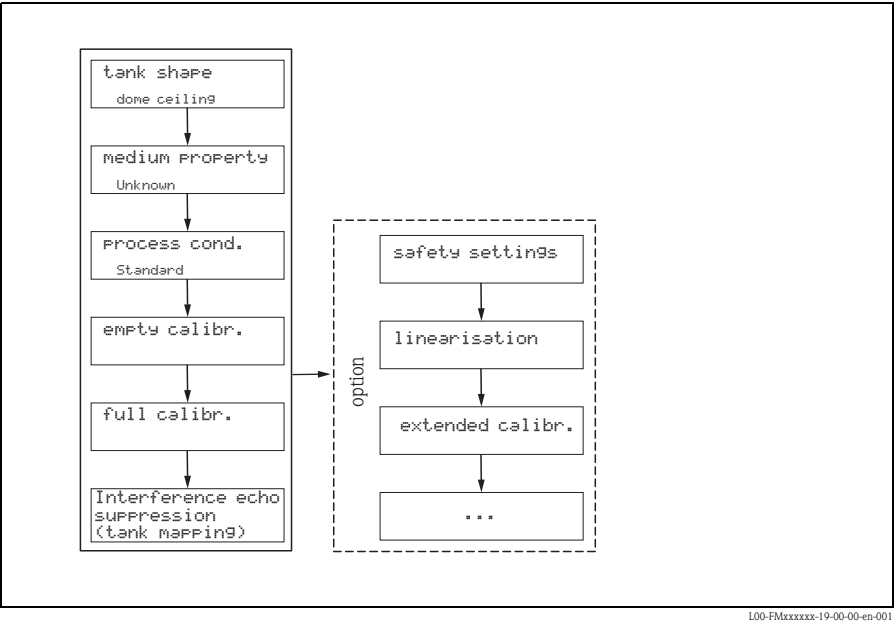 tank shape
dome ceiling
medium property
Unknown
process cond.
Standard
empty calibr.
full calibr.
Interference echo
suppression
(tank mapping)
option
safety settings
linearisation
extended calibr.
...
L00-FMxxxxxx-19-00-00-en-001